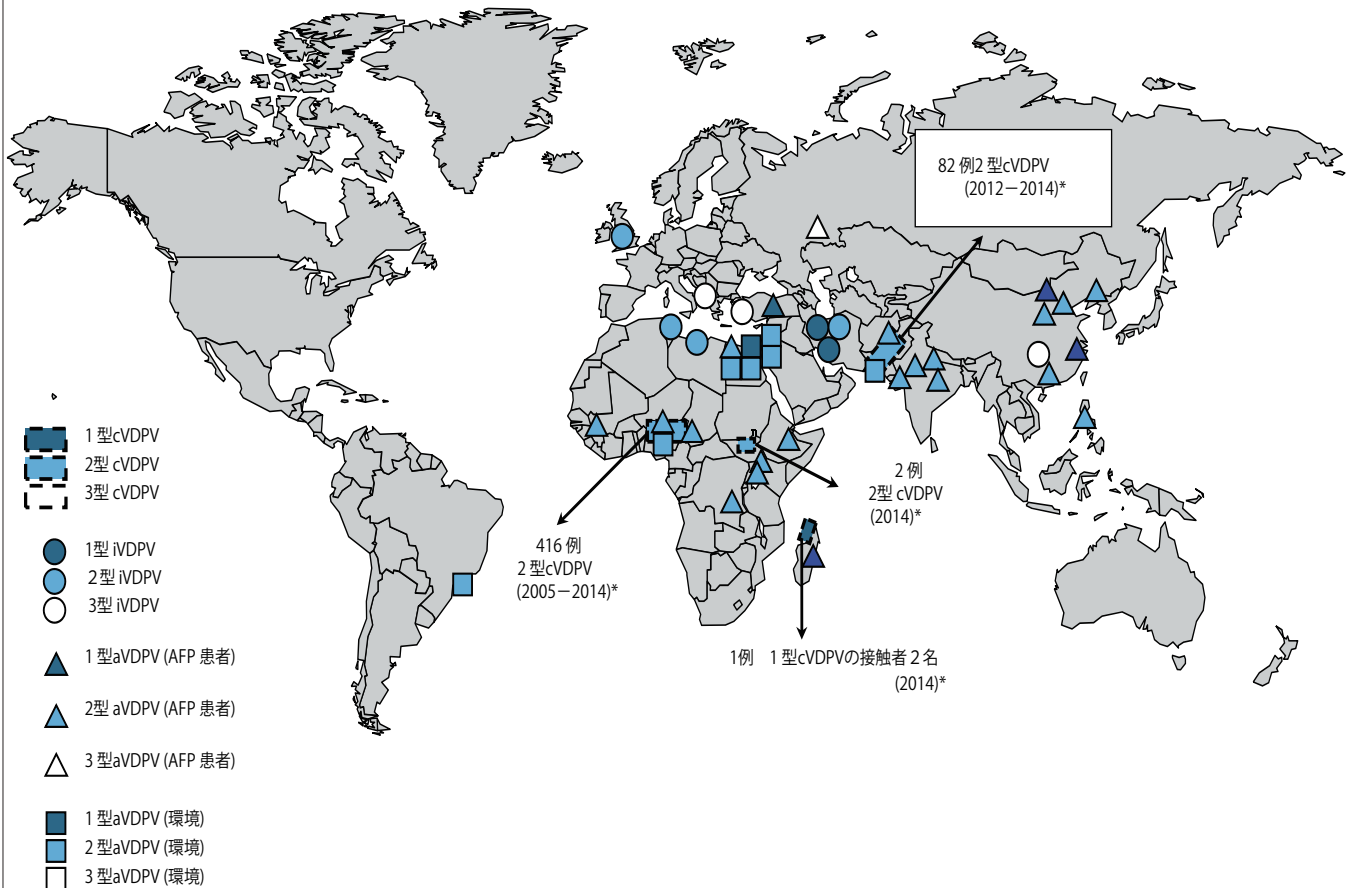 82 例2 型cVDPV
(2012－2014)*
2 例
2型 cVDPV
(2014)*
416 例
2 型cVDPV
(2005－2014)*
1例　1 型cVDPVの接触者 2 名
(2014)*
1 型cVDPV
2型 cVDPV
3型 cVDPV
1型 iVDPV
2 型 iVDPV
3型 iVDPV
1 型aVDPV (AFP 患者)
2型 aVDPV (AFP 患者)
3 型aVDPV (AFP 患者)
1 型aVDPV (環境)
2 型aVDPV (環境)
3 型aVDPV (環境)